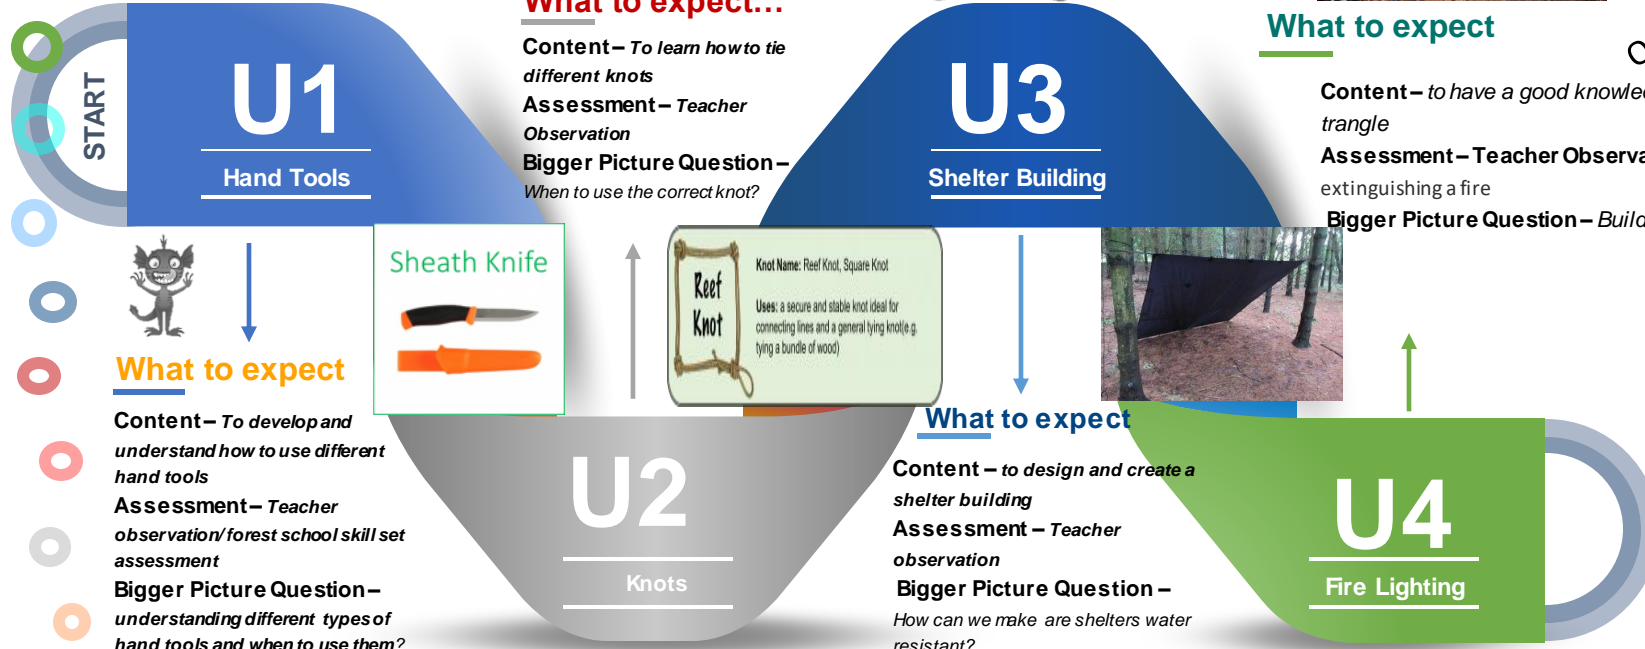 START
U1
Hand Tools
What to expect
Content – To develop and
understand how to use different
hand tools
Assessment – Teacher
observation/forest school skill set
assessment
Bigger Picture Question –
understanding different types of
hand tools and when to use them?
Sheath Knife
What to expect...
Content – To learn how to tie
different knots
Assessment – Teacher
Observation
Bigger Picture Question –
When to use the correct knot?
U2
Knots
Reef
Knot
Knot Name: Reef Knot, Square Knot
Uses: a secure and stable knot ideal for
connecting lines and a general tying knot(e.g.
tying a bundle of wood)
U3
Shelter Building
What to expect
Content – to design and create a
shelter building
Assessment – Teacher
observation
Bigger Picture Question –
How can we make are shelters water
resistant?
What to expect
Content – to have a good
trangle
Assessment – Teacher
extinguishing a fire
Bigger Picture Question –
U4
Fire Lighting